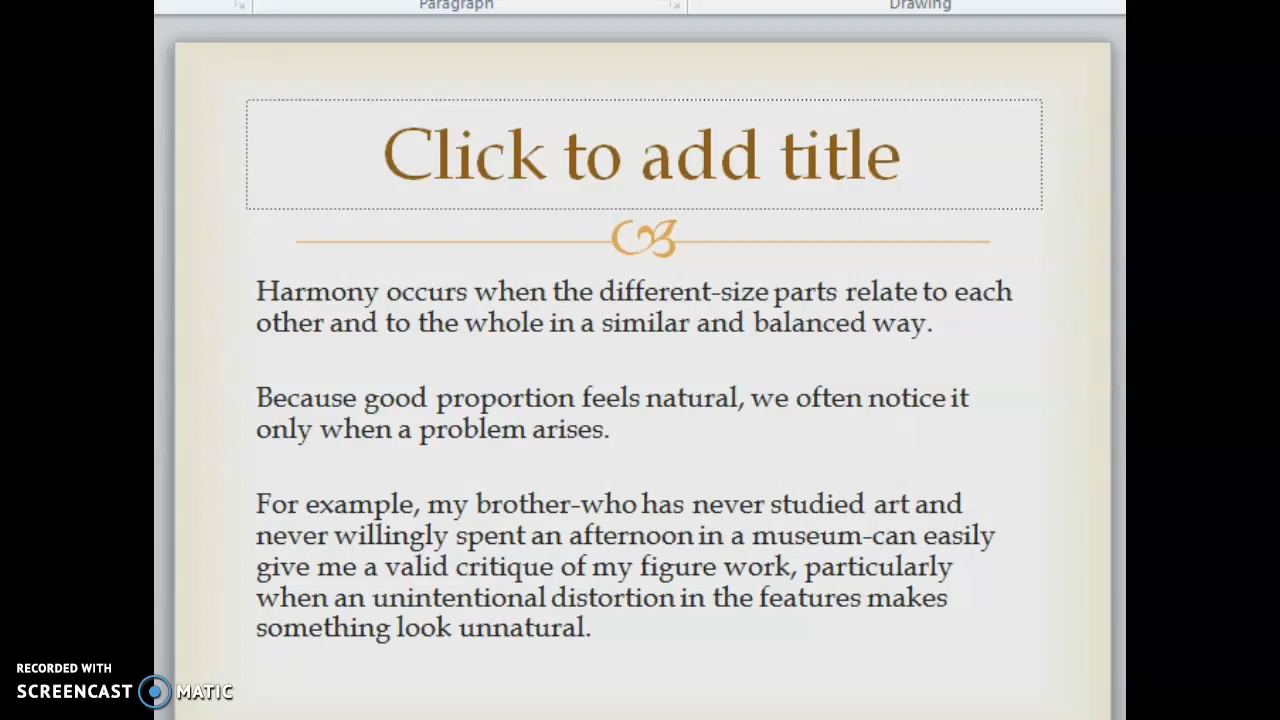 Paragraph
Drawing
Click to add title
Harmony occurs when the different-size parts relate to each
other and to the whole in a similar and balanced way.
Because good proportion feels natural, we often notice it
only when a problem arises.
For example, my brother-who has never studied art and
never willingly spent an afternoon in a museum-can easily
give me a valid critique of my figure work, particularly
when an unintentional distortion in the features makes
something look unnatural.
RECORDED WITH
SCREENCAST MATIC